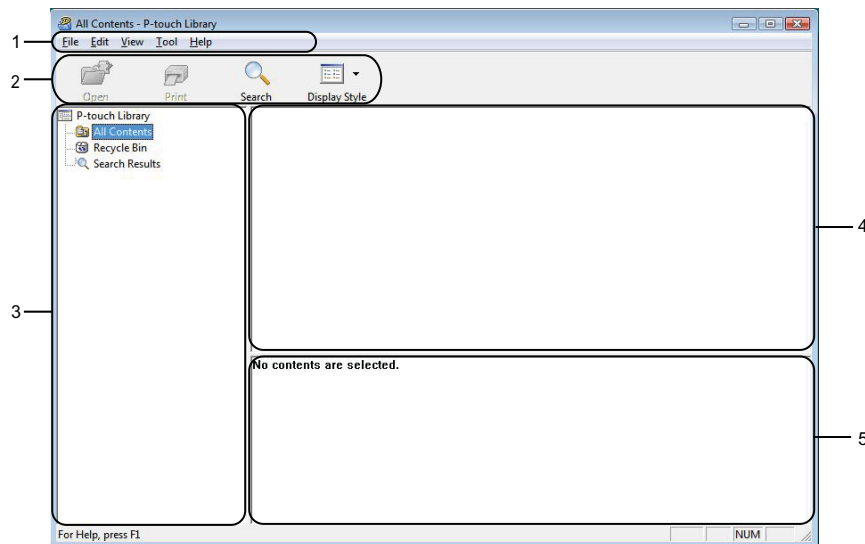 All Contents - P-touch Library
1
File Edit View Tool Help
2
Open Print Search Display Style
P-touch Library
All Contents
Recycle Bin
Search Results
3
4
No contents are selected.
5
For Help, press F1 NUM